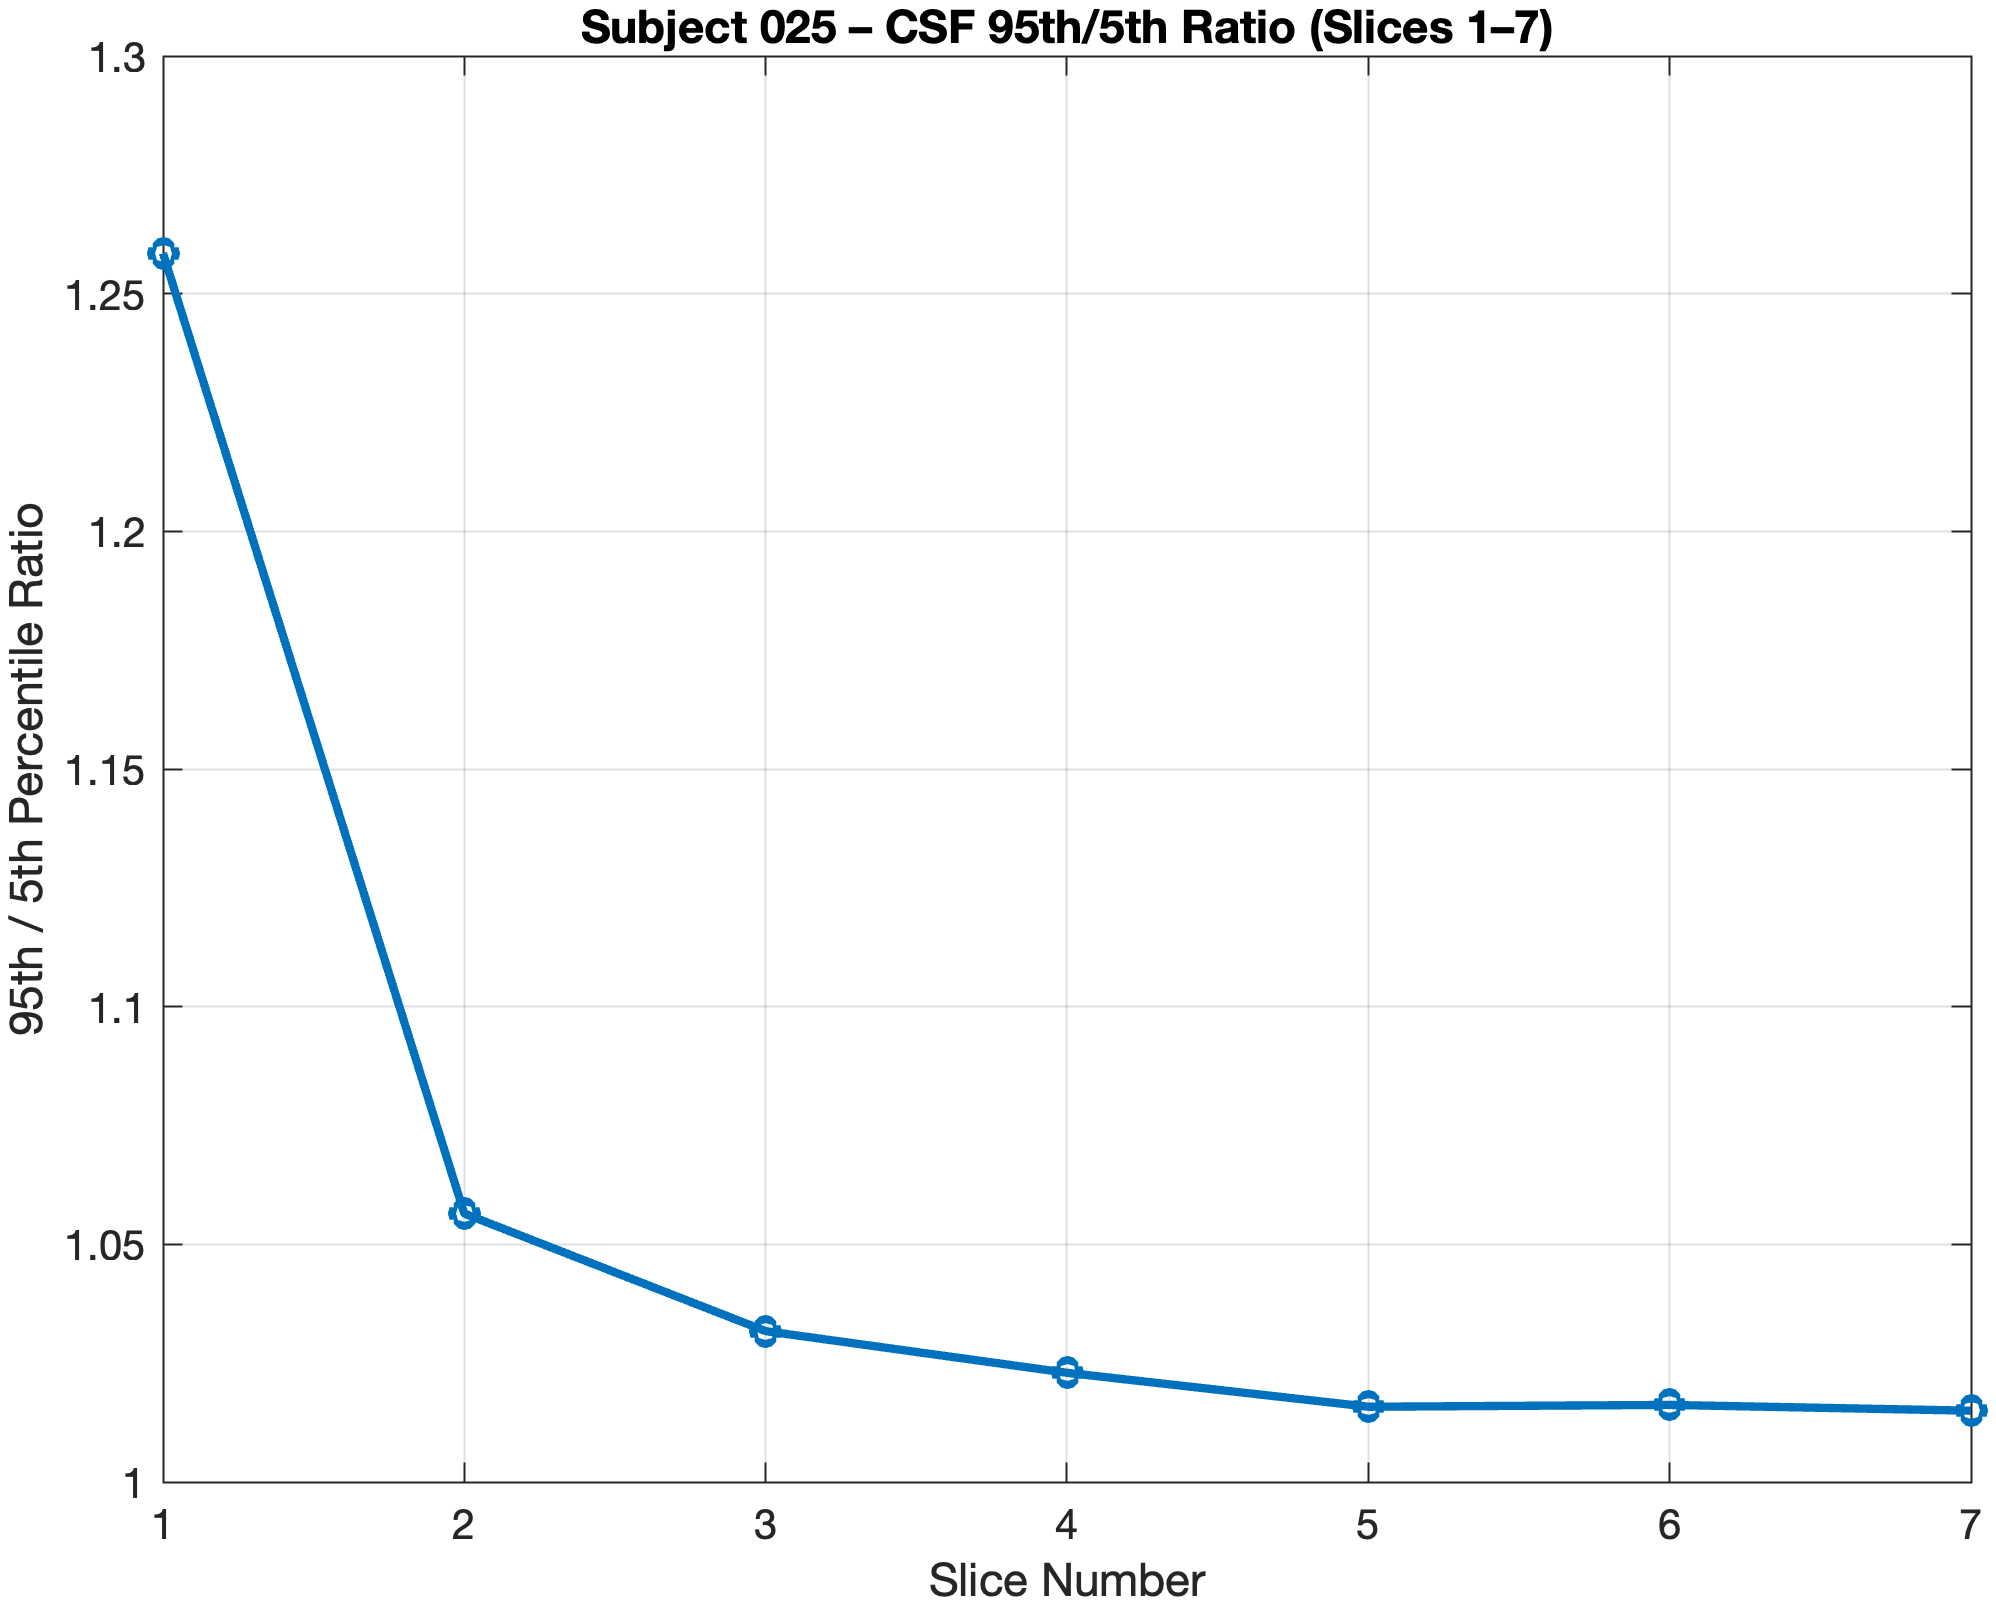 Subject 025 – CSF 95th/5th Ratio (Slices 1–7)
1.3
1.25
1.2
1.15
1.1
1.05
1
95th / 5th Percentile Ratio
1 2 3 4 5 6 7
Slice Number